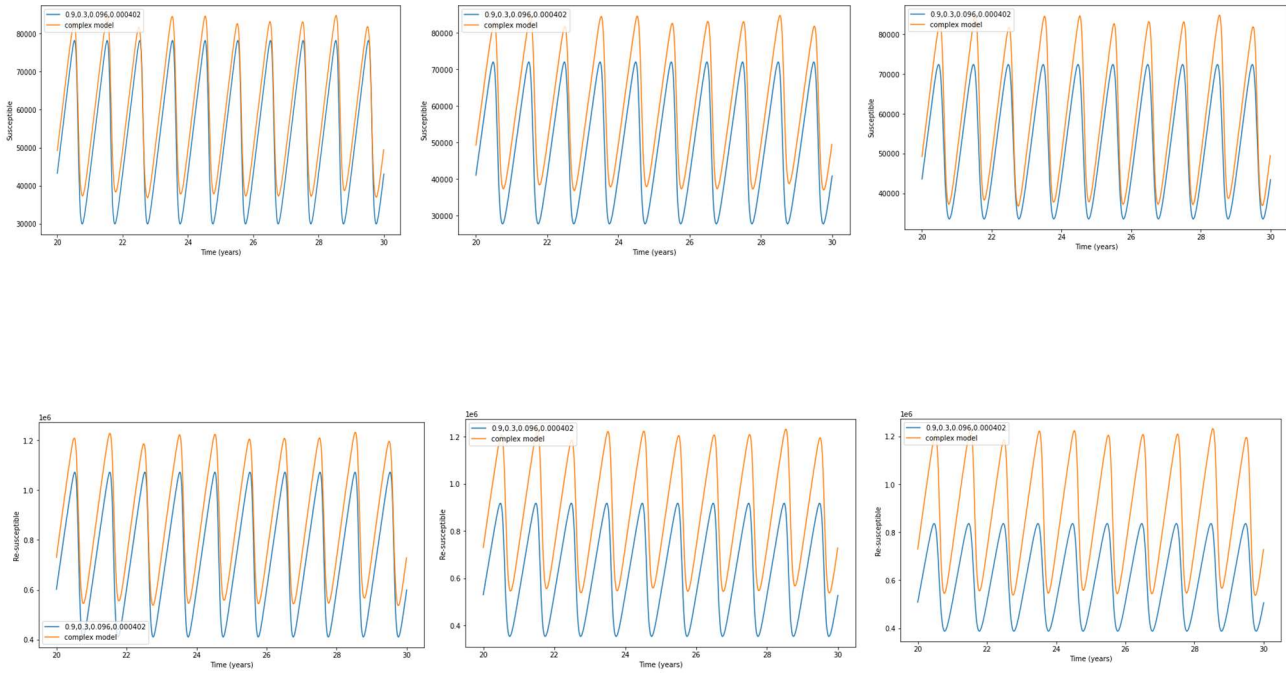 0.9,0.3,0.096,0.000402
complex model
80000
70000
60000
50000
40000
30000
Susceptible
20 22 24 26 28 30
Time (years)
0.9,0.3,0.096,0.000402
complex model
80000
70000
60000
50000
40000
30000
Susceptible
20 22 24 26 28 30
Time (years)
0.9,0.3,0.096,0.000402
complex model
80000
70000
60000
50000
40000
Susceptible
20 22 24 26 28 30
Time (years)
1e6
1.2
1.0
0.8
0.6
0.4
Re-susceptible
0.9,0.3,0.096,0.000402
complex model
20 22 24 26 28 30
Time (years)
1e6
0.9,0.3,0.096,0.000402
complex model
1.2
1.0
0.8
0.6
0.4
Re-susceptible
20 22 24 26 28 30
Time (years)
1e6
0.9,0.3,0.096,0.000402
complex model
1.2
1.0
0.8
0.6
0.4
Re-susceptible
20 22 24 26 28 30
Time (years)